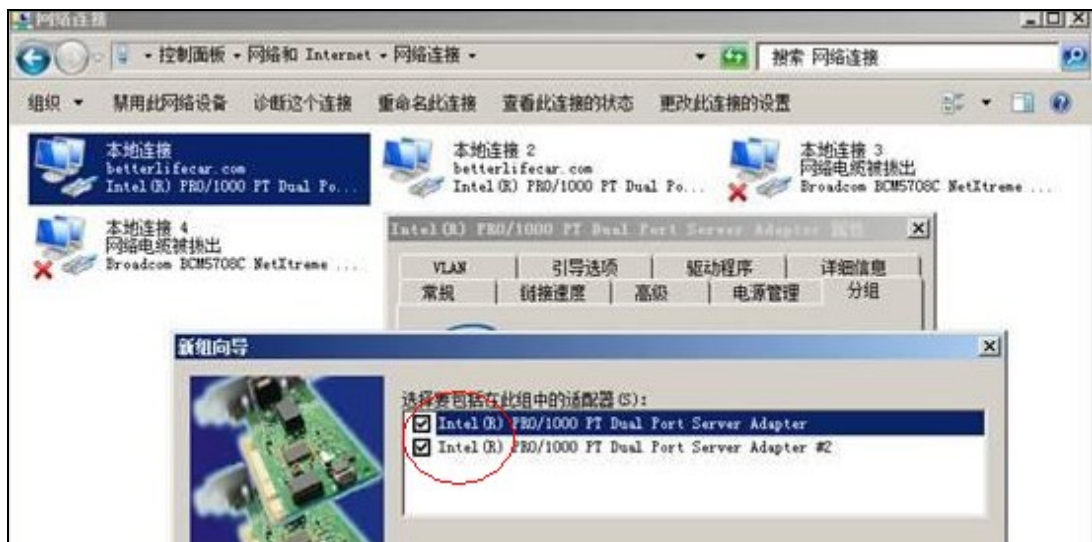 网络连接
控制面板 网络和 Internet 网络连接
搜索 网络连接
组织 禁用此网络设备 诊断这个连接 重命名此连接 查看此连接的状态 更改此连接的设置
本地连接
betterlifecar.com
Intel(R) PRO/1000 PT Dual Po...
本地连接 2
betterlifecar.com
Intel(R) PRO/1000 PT Dual Po...
本地连接 3
网络电缆被拔出
Broadcom BCM5708C NetXtreme ...
本地连接 4
网络电缆被拔出
Broadcom BCM5708C NetXtreme ...
Intel(R) PRO/1000 PT Dual Port Server Adapter 属性
VLAN 引导选项 驱动程序 详细信息
常规 链接速度 高级 电源管理 分组
新组向导
选择要包括在此组中的适配器(S):
Intel(R) PRO/1000 PT Dual Port Server Adapter
Intel(R) PRO/1000 PT Dual Port Server Adapter #2